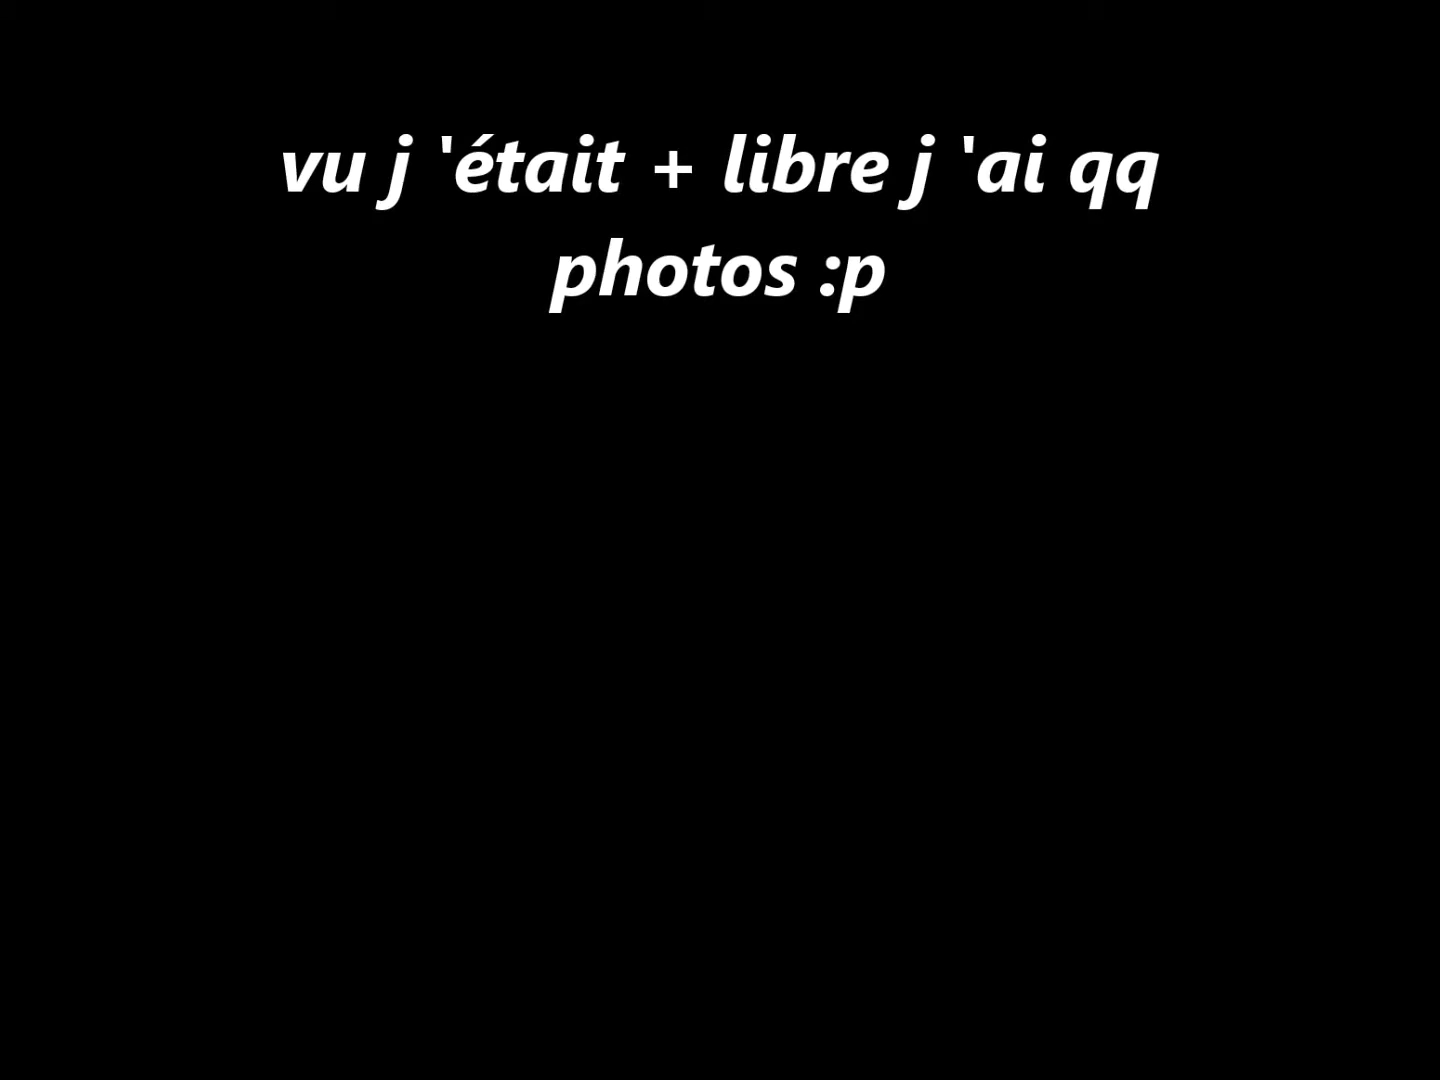 vu j 'était + libre j 'ai qq
photos :p